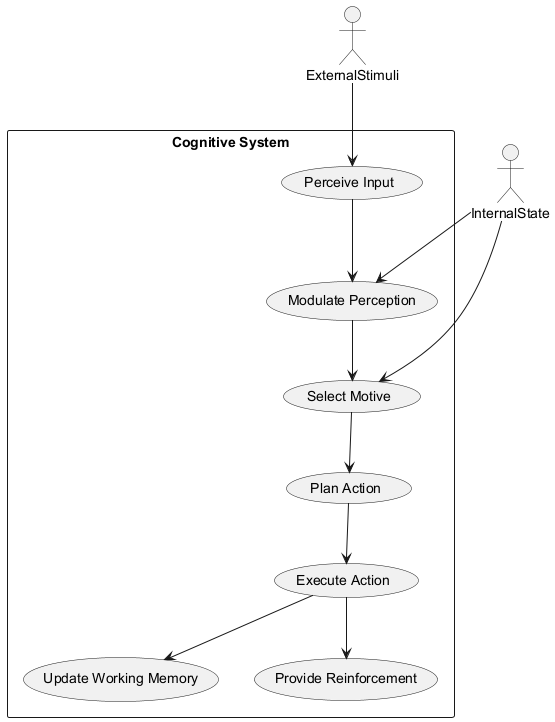 ExternalStimuli
Cognitive System
Perceive Input
InternalState
Modulate Perception
Select Motive
Plan Action
Execute Action
Update Working Memory
Provide Reinforcement